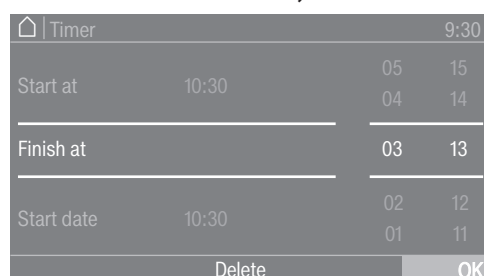 Timer 9:30
05 15
Start at 10:30
04 14
Finish at 03 13
02 12
Start date 10:30
01 11
Delete OK